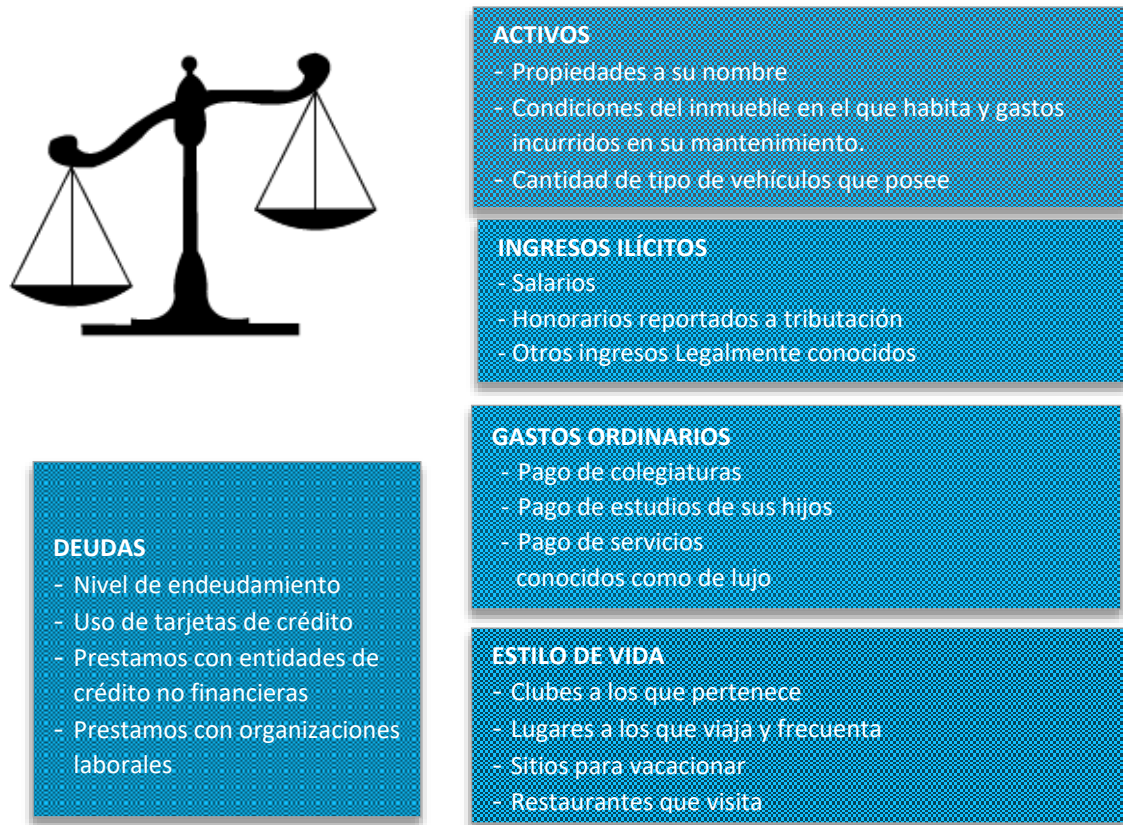 ACTIVOS
- Propiedades a su nombre
- Condiciones del inmueble en el que habita y gastos
incurridos en su mantenimiento.
- Cantidad de tipo de vehículos que posee
INGRESOS ILÍCITOS
- Salarios
- Honorarios reportados a tributación
- Otros ingresos Legalmente conocidos
GASTOS ORDINARIOS
- Pago de colegiaturas
- Pago de estudios de sus hijos
- Pago de servicios
conocidos como de lujo
DEUDAS
- Nivel de endeudamiento
- Uso de tarjetas de crédito
- Prestamos con entidades de
crédito no financieras
- Prestamos con organizaciones
laborales
ESTILO DE VIDA
- Clubes a los que pertenece
- Lugares a los que viaja y frecuenta
- Sitios para vacacionar
- Restaurantes que visita